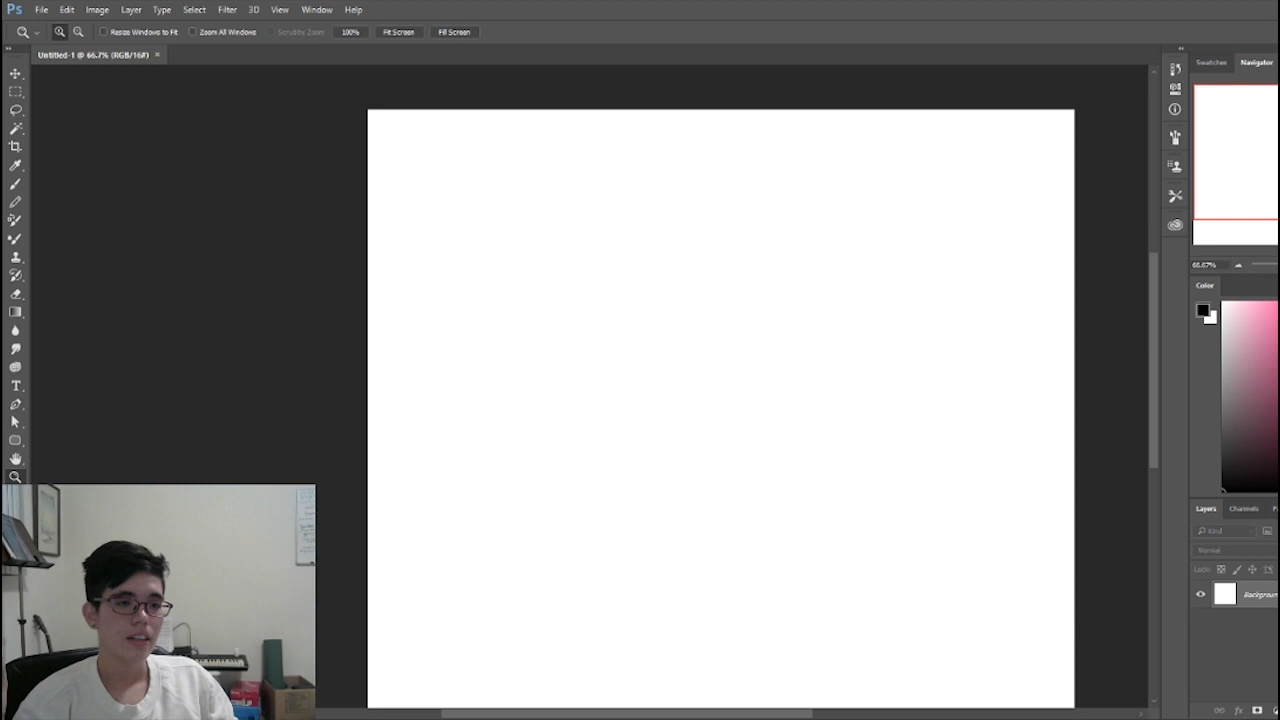 Ps File Edit Image Layer Type Select Filter 3D View Window Help
Resize Windows to Fit Zoom All Windows Scrubby Zoom 100% Fit Screen Fill Screen
Untitled-1 @ 66.7% (RGB/16#) ×
Swatches Navigator
66.67%
Color
Layers Channels P
Kind
Normal
Lock:
Background
fx